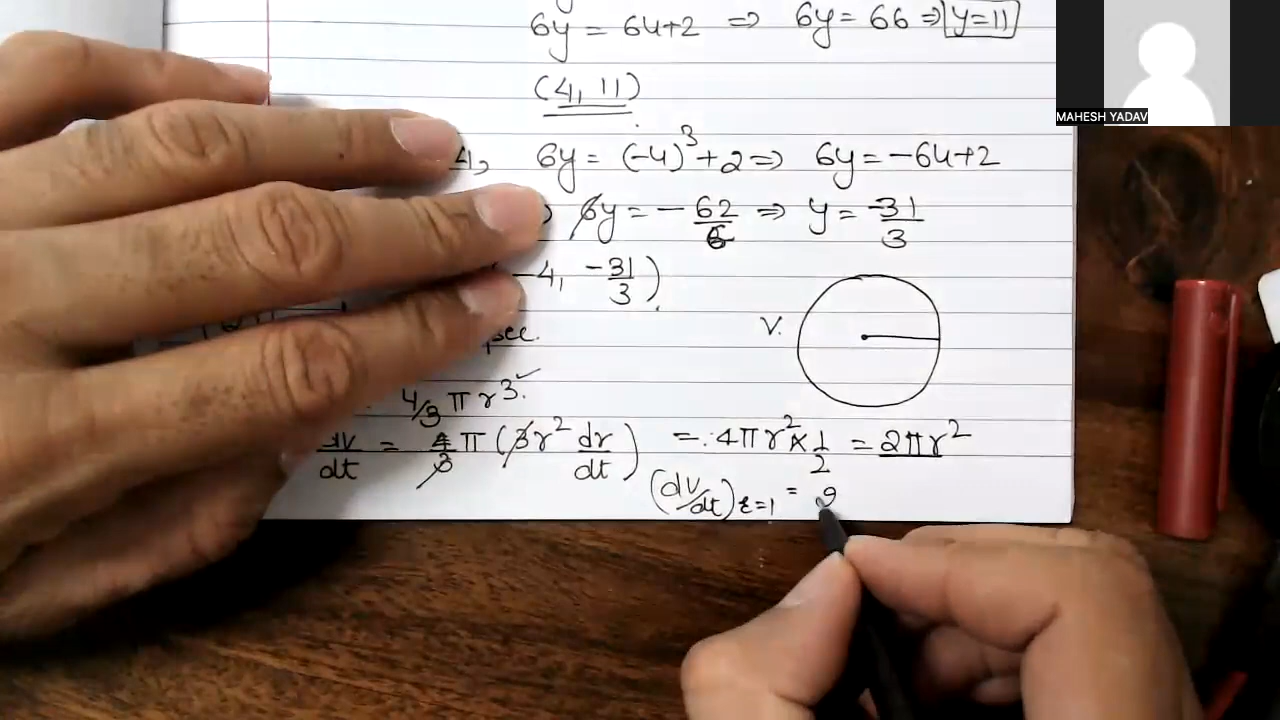 6y = 64+2 ⇒ 6y = 66 ⇒ y=11
(4, 11)
MAHESH YADAV
4, 6y = (-4)³+2 ⇒ 6y = -64+2
6y = -62/6 ⇒ y = -31/3
-4, -31/3).
V.
sec.
4/3 πr³.
dv/dt = 4/3 π (3r² dr/dt) = 4πr² × 1/2 = 2πr²
(dv/dt) r=1 =